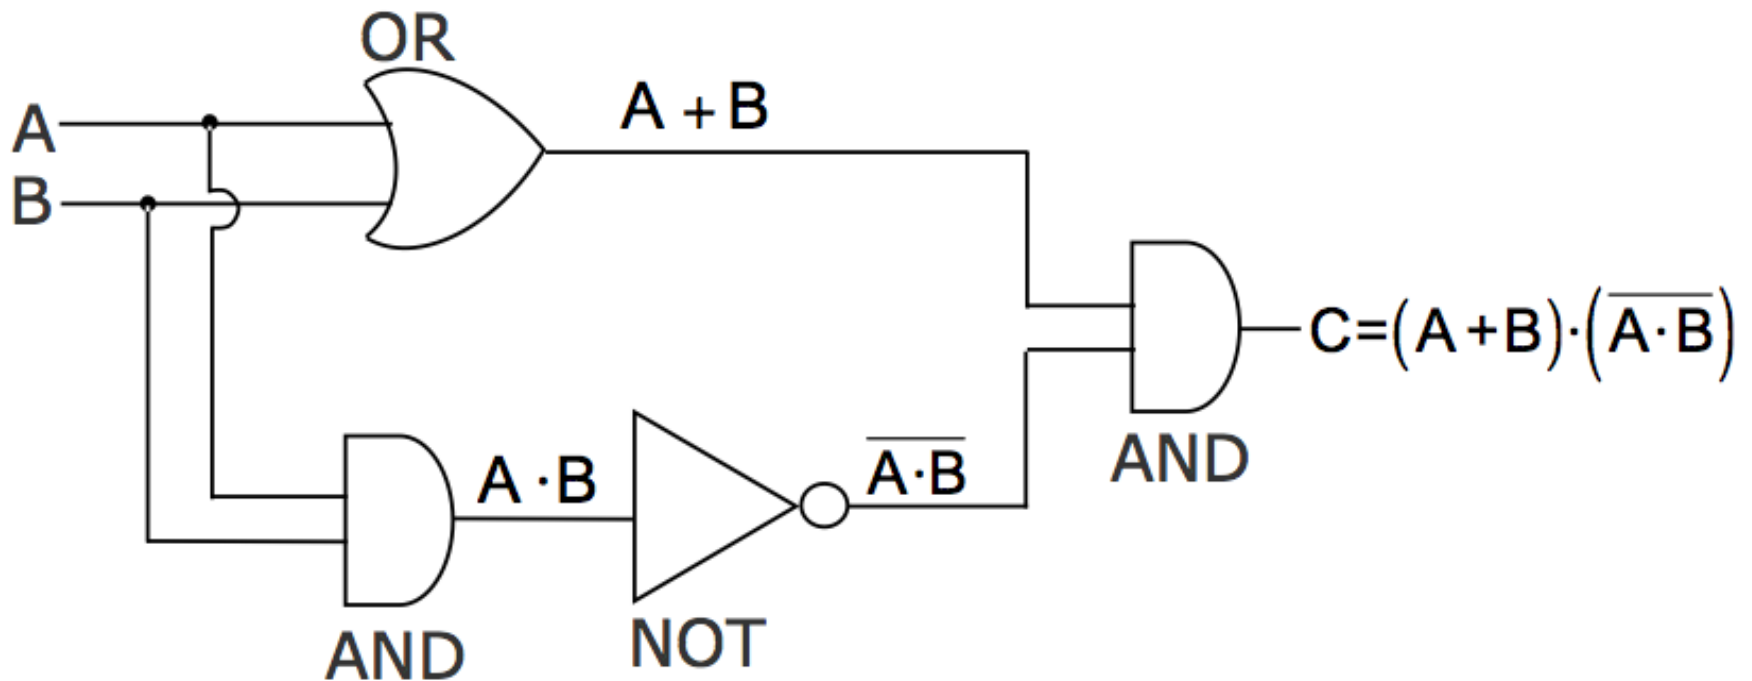 OR
A
A + B
B
C=(A+B)·(A̅·̅B̅)
AND
A · B
A̅·̅B̅
AND
NOT